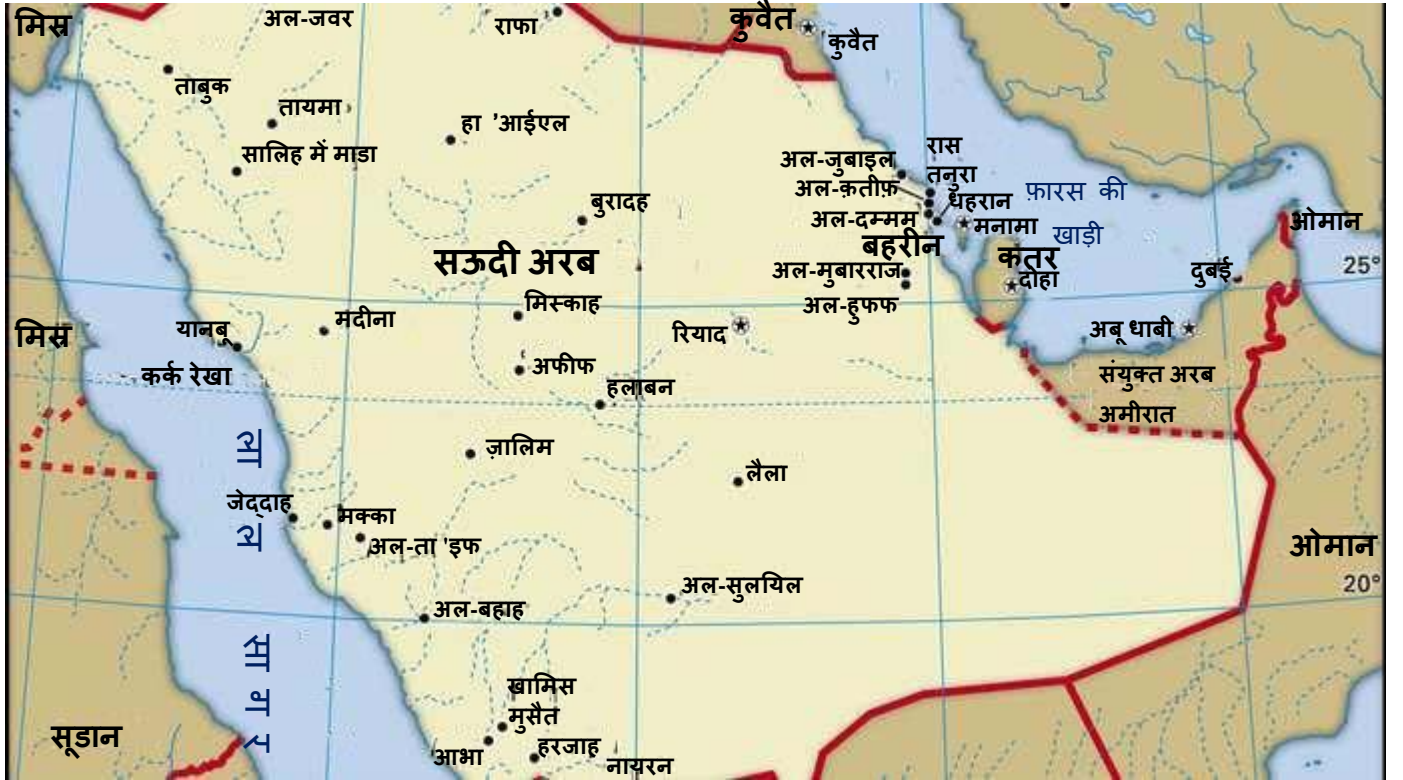 मिस्र
अल-जवर
राफा
कुवैत
कुवैत
ताबुक
तायमा
हा 'आईएल
सालिह में माडा
बुरादह
सऊदी अरब
अल-जुबाइल
रास
तनुरा
अल-क़तीफ़
धहरान
अल-दम्मम
मनामा
बहरीन
फ़ारस की
खाड़ी
ओमान
कतर
दोहा
दुबई
25°
अल-मुबारराज
अल-हुफफ
मिस्काह
मदीना
यानबू
मिस्र
रियाद
अबू धाबी
कर्क रेखा
अफीफ
हलाबन
संयुक्त अरब
अमीरात
ज़ालिम
लैला
जेद्दाह
मक्का
अल-ता 'इफ
ओमान
20°
अल-सुलयिल
अल-बहाह
लाल सागर
खामिस
मुसैत
सूडान
आभा
हरजाह
नायरन